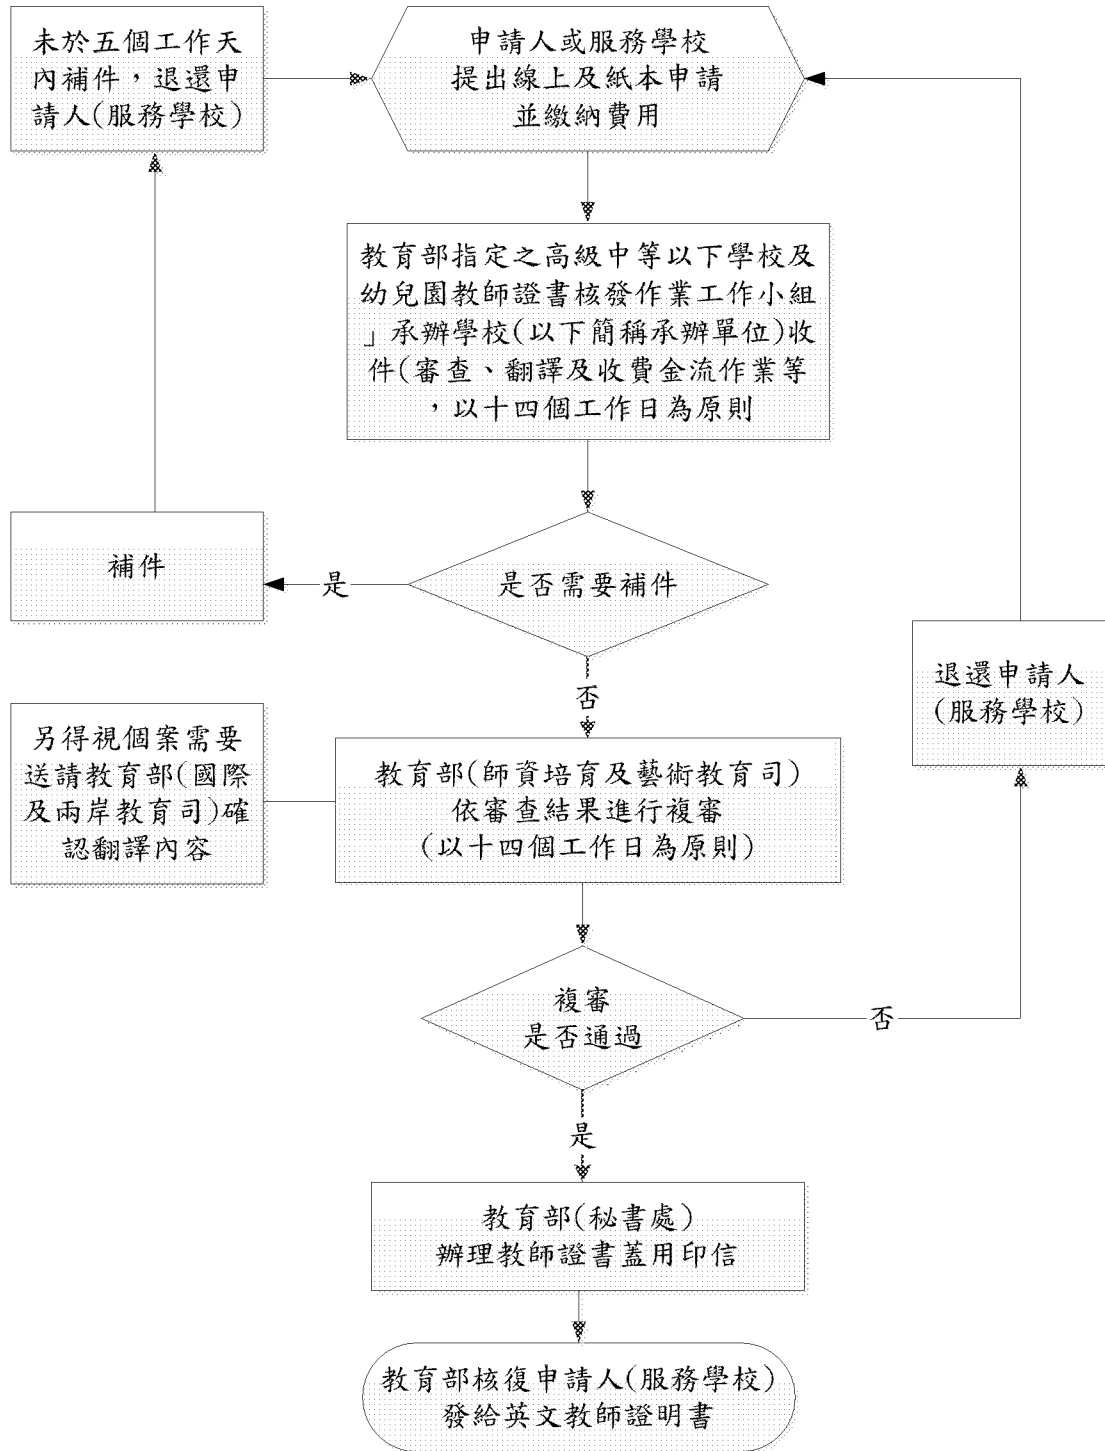 未於五個工作天
內補件，退還申
請人(服務學校)
申請人或服務學校
提出線上及紙本申請
並繳納費用
教育部指定之高級中等以下學校及
幼兒園教師證書核發作業工作小組
」承辦學校(以下簡稱承辦單位)收
件(審查、翻譯及收費金流作業等
，以十四個工作日為原則
補件
是
是否需要補件
否
退還申請人
(服務學校)
另得視個案需要
送請教育部(國際
及兩岸教育司)確
認翻譯內容
教育部(師資培育及藝術教育司)
依審查結果進行複審
(以十四個工作日為原則)
複審
是否通過
否
是
教育部(秘書處)
辦理教師證書蓋用印信
教育部核復申請人(服務學校)
發給英文教師證明書